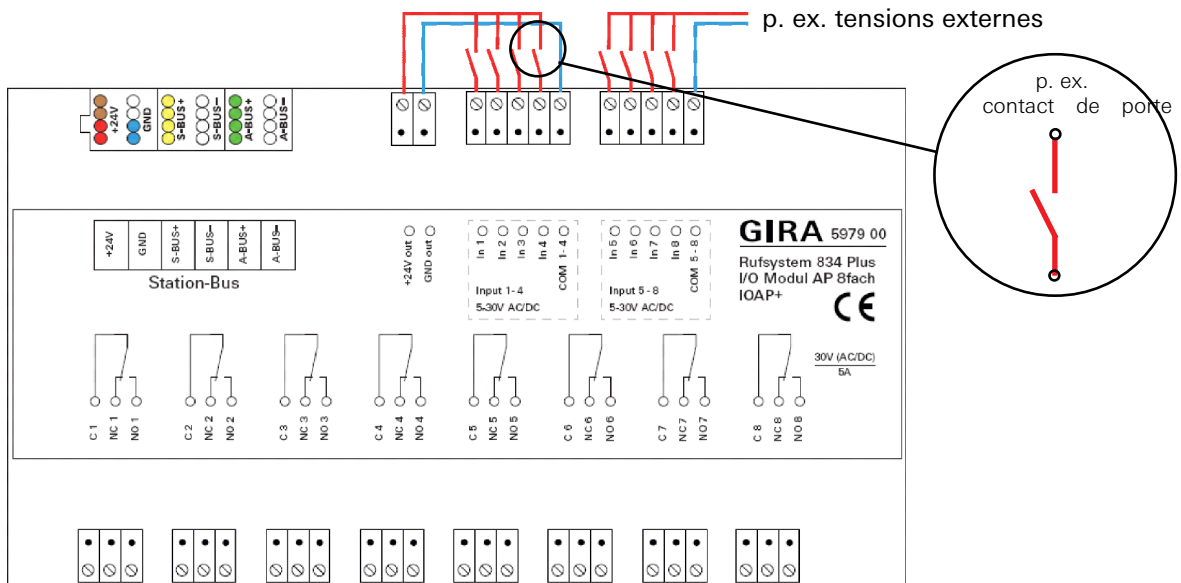 p. ex. tensions externes
p. ex.
contact de porte
+24V
GND
S-BUS+
S-BUS-
A-BUS+
A-BUS-
+24V
GND
S-BUS+
S-BUS-
A-BUS+
A-BUS-
Station-Bus
+24V out
GND out
In 1
In 2
In 3
In 4
COM 1-4
Input 1-4
5-30V AC/DC
In 5
In 6
In 7
In 8
COM 5-8
Input 5-8
5-30V AC/DC
GIRA 5979 00
Rufsystem 834 Plus
I/O Modul AP 8fach
IOAP+
CE
30V (AC/DC)
5A
C 1
NC 1
NO 1
C 2
NC 2
NO 2
C 3
NC 3
NO 3
C 4
NC 4
NO 4
C 5
NC 5
NO 5
C 6
NC 6
NO 6
C 7
NC 7
NO 7
C 8
NC 8
NO 8